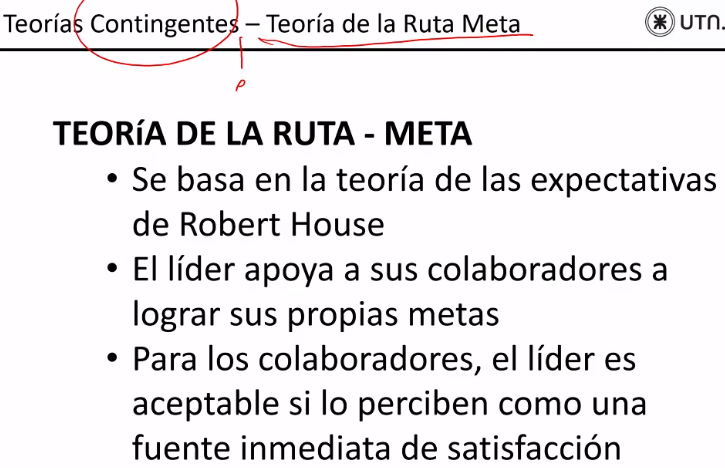 Teorías Contingentes – Teoría de la Ruta Meta
UTN.
TEORíA DE LA RUTA - META
• Se basa en la teoría de las expectativas
de Robert House
• El líder apoya a sus colaboradores a
lograr sus propias metas
• Para los colaboradores, el líder es
aceptable si lo perciben como una
fuente inmediata de satisfacción